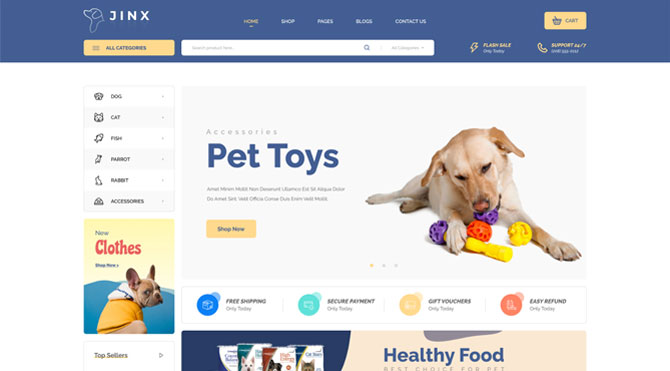 JINX
HOME SHOP PAGES BLOGS CONTACT US
CART
ALL CATEGORIES
Search product here...
All Categories
FLASH SALE
Only Today
SUPPORT 24/7
DOG
CAT
FISH
PARROT
RABBIT
ACCESSORIES
Accessories
Pet Toys
Amet Minim Mollit Non Deserunt Ullamco Est Sit Aliqua Dolor
Do Amet Sint. Velit Officia Conse Duis Enim Velit Mollit.
Shop Now
New
Clothes
Shop Now >
FREE SHIPPING
Only Today
SECURE PAYMENT
Only Today
GIFT VOUCHERS
Only Today
EASY REFUND
Only Today
Top Sellers
Healthy Food
BEST CHOICE FOR PET